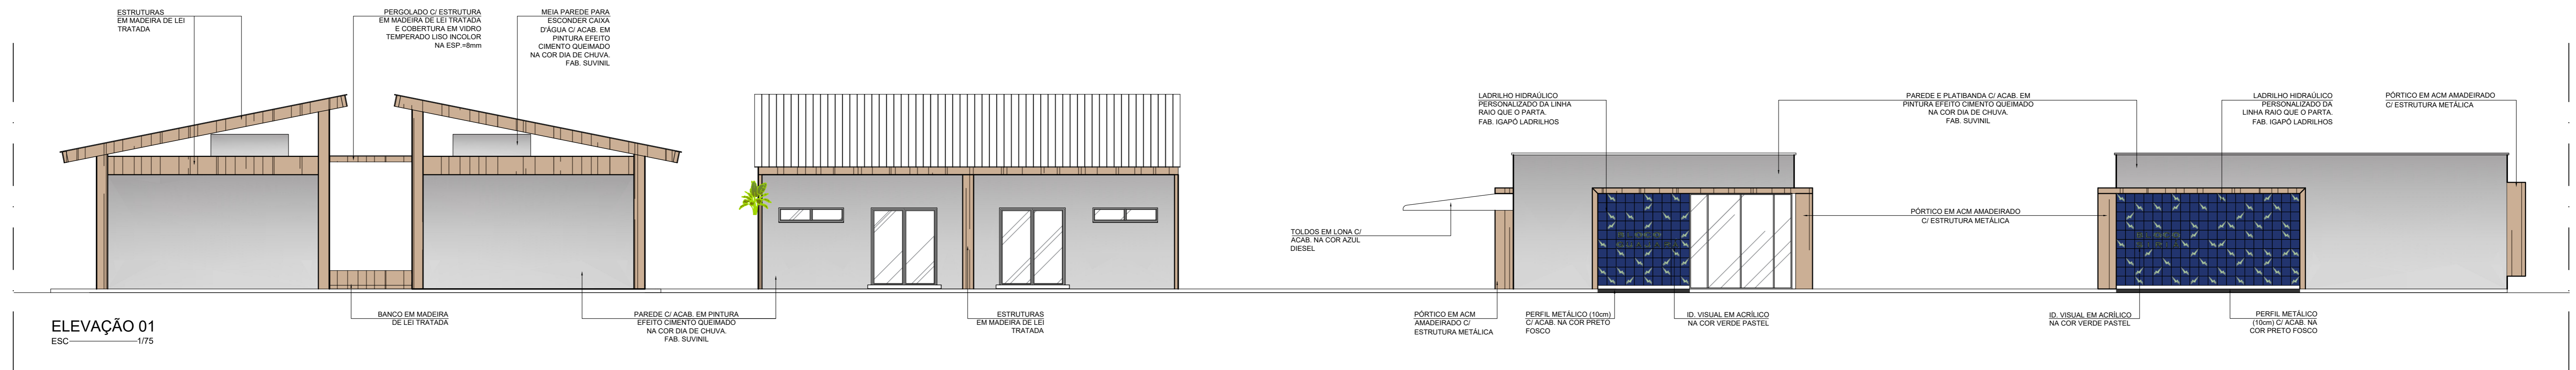 ESTRUTURAS
EM MADEIRA DE LEI
TRATADA
PERGOLADO C/ ESTRUTURA
EM MADEIRA DE LEI TRATADA
E COBERTURA EM VIDRO
TEMPERADO LISO INCOLOR
NA ESP.=8mm
MEIA PAREDE PARA
ESCONDER CAIXA
D'ÁGUA C/ ACAB. EM
PINTURA EFEITO
CIMENTO QUEIMADO
NA COR DIA DE CHUVA.
FAB. SUVINIL
LADRILHO HIDRAÚLICO
PERSONALIZADO DA LINHA
RAIO QUE O PARTA.
FAB. IGAPÓ LADRILHOS
PAREDE E PLATIBANDA C/ ACAB. EM
PINTURA EFEITO CIMENTO QUEIMADO
NA COR DIA DE CHUVA.
FAB. SUVINIL
LADRILHO HIDRAÚLICO
PERSONALIZADO DA
LINHA RAIO QUE O PARTA.
FAB. IGAPÓ LADRILHOS
PÓRTICO EM ACM AMADEIRADO
C/ ESTRUTURA METÁLICA
TOLDOS EM LONA C/
ACAB. NA COR AZUL
DIESEL
PÓRTICO EM ACM AMADEIRADO
C/ ESTRUTURA METÁLICA
BANCO EM MADEIRA
DE LEI TRATADA
PAREDE C/ ACAB. EM PINTURA
EFEITO CIMENTO QUEIMADO
NA COR DIA DE CHUVA.
FAB. SUVINIL
ESTRUTURAS
EM MADEIRA DE LEI
TRATADA
PÓRTICO EM ACM
AMADEIRADO C/
ESTRUTURA METÁLICA
PERFIL METÁLICO (10cm)
C/ ACAB. NA COR PRETO
FOSCO
ID. VISUAL EM ACRÍLICO
NA COR VERDE PASTEL
ID. VISUAL EM ACRÍLICO
NA COR VERDE PASTEL
PERFIL METÁLICO
(10cm) C/ ACAB. NA
COR PRETO FOSCO
ELEVAÇÃO 01
ESC 1/75